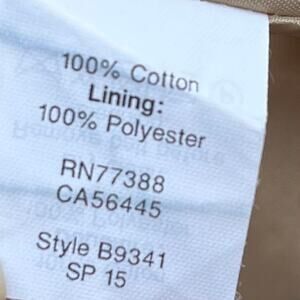 100% Cotton
Lining:
100% Polyester
RN77388
CA56445
Style B9341
SP 15